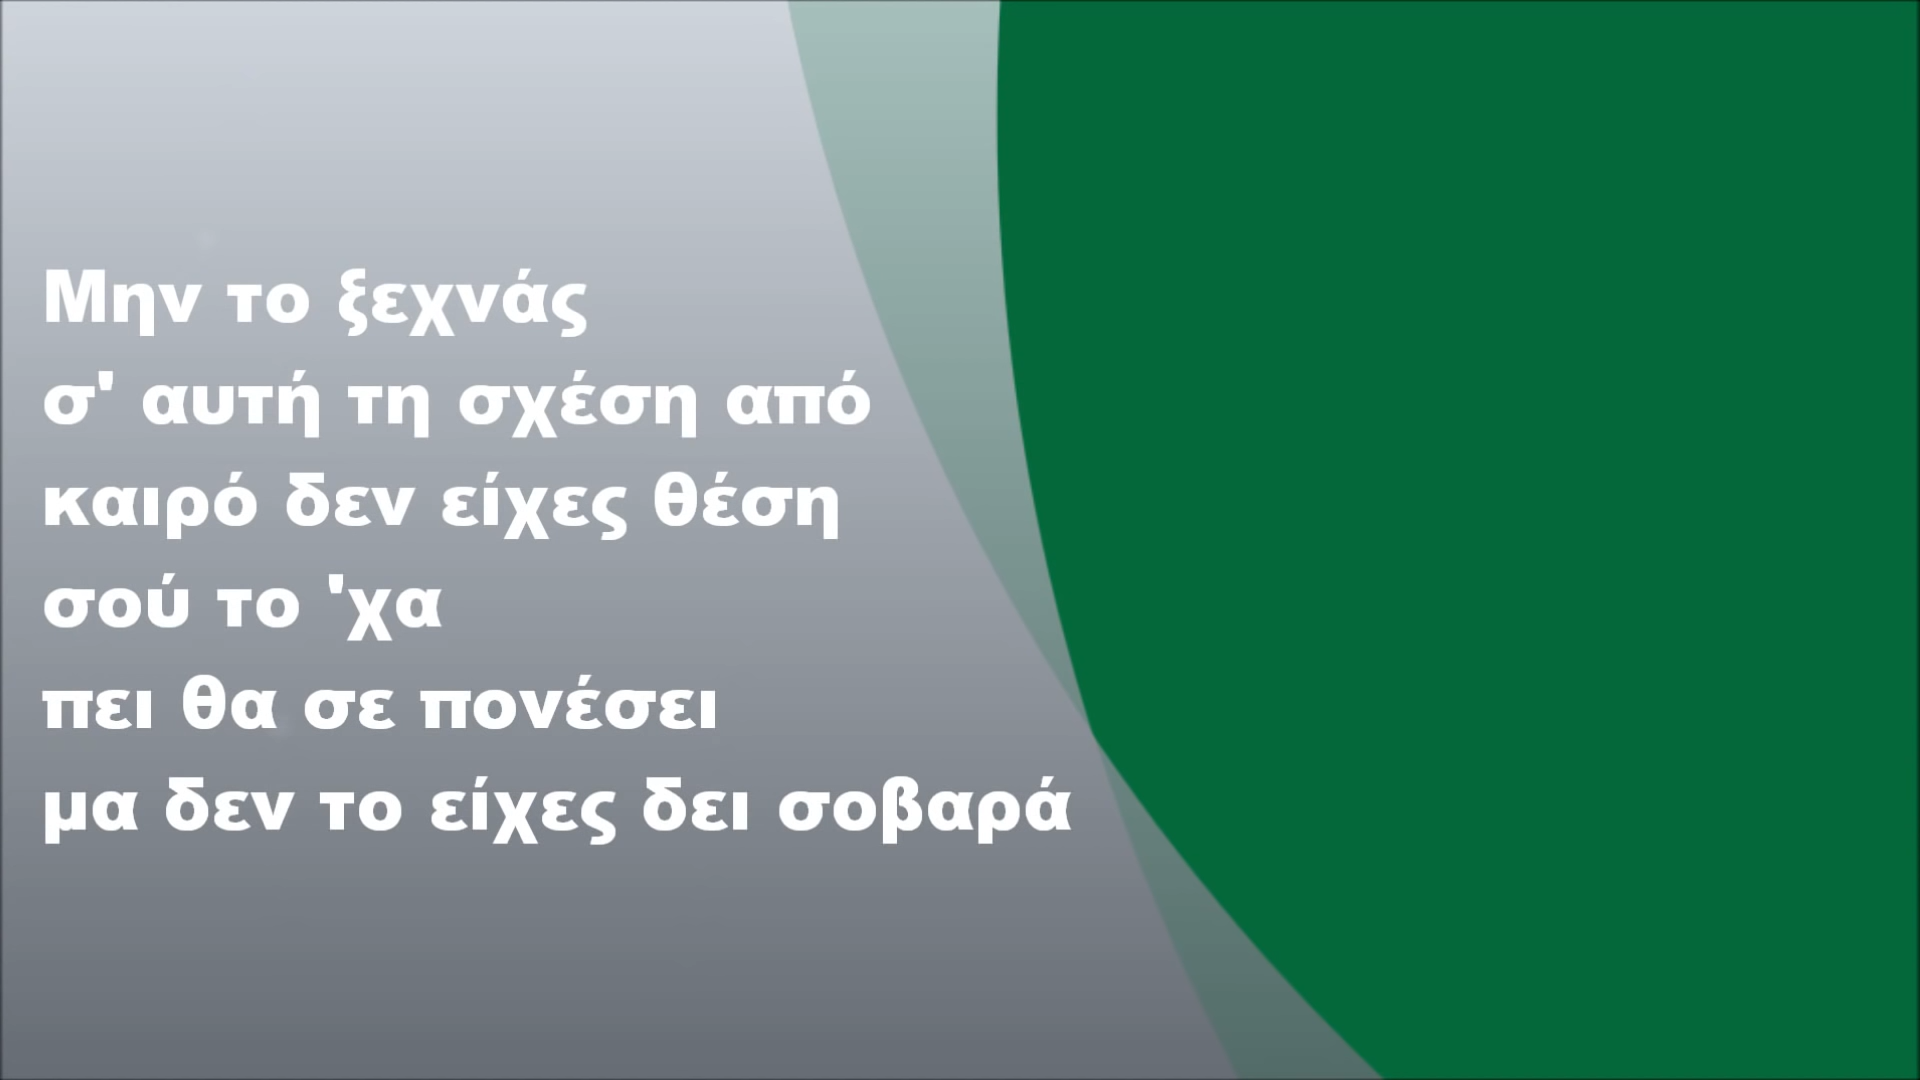 Μην το ξεχνάς
σ' αυτή τη σχέση από
καιρό δεν είχες θέση
σού το 'χα
πει θα σε πονέσει
μα δεν το είχες δει σοβαρά